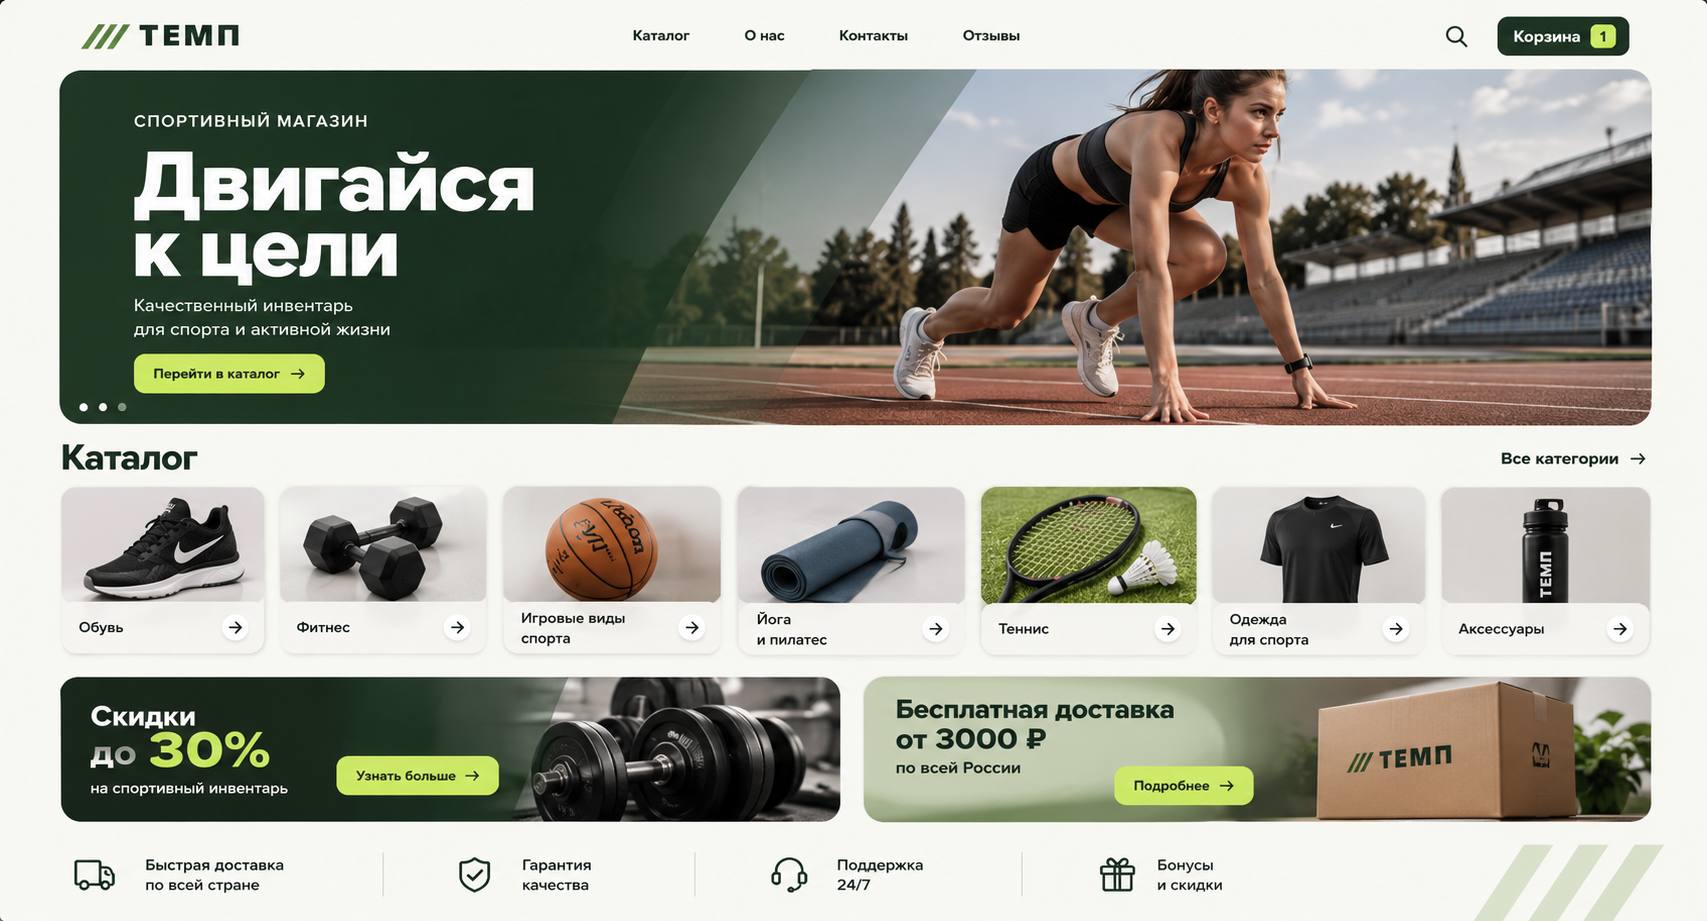 ТЕМП
Каталог
О нас
Контакты
Отзывы
Корзина 1
СПОРТИВНЫЙ МАГАЗИН
Двигайся
к цели
Качественный инвентарь
для спорта и активной жизни
Перейти в каталог
Каталог
Все категории
ТЕМП
Обувь
Фитнес
Игровые виды
спорта
Йога
и пилатес
Теннис
Одежда
для спорта
Аксессуары
Скидки
до 30%
на спортивный инвентарь
Узнать больше
Бесплатная доставка
от 3000 ₽
по всей России
Подробнее
ТЕМП
Быстрая доставка
по всей стране
Гарантия
качества
Поддержка
24/7
Бонусы
и скидки